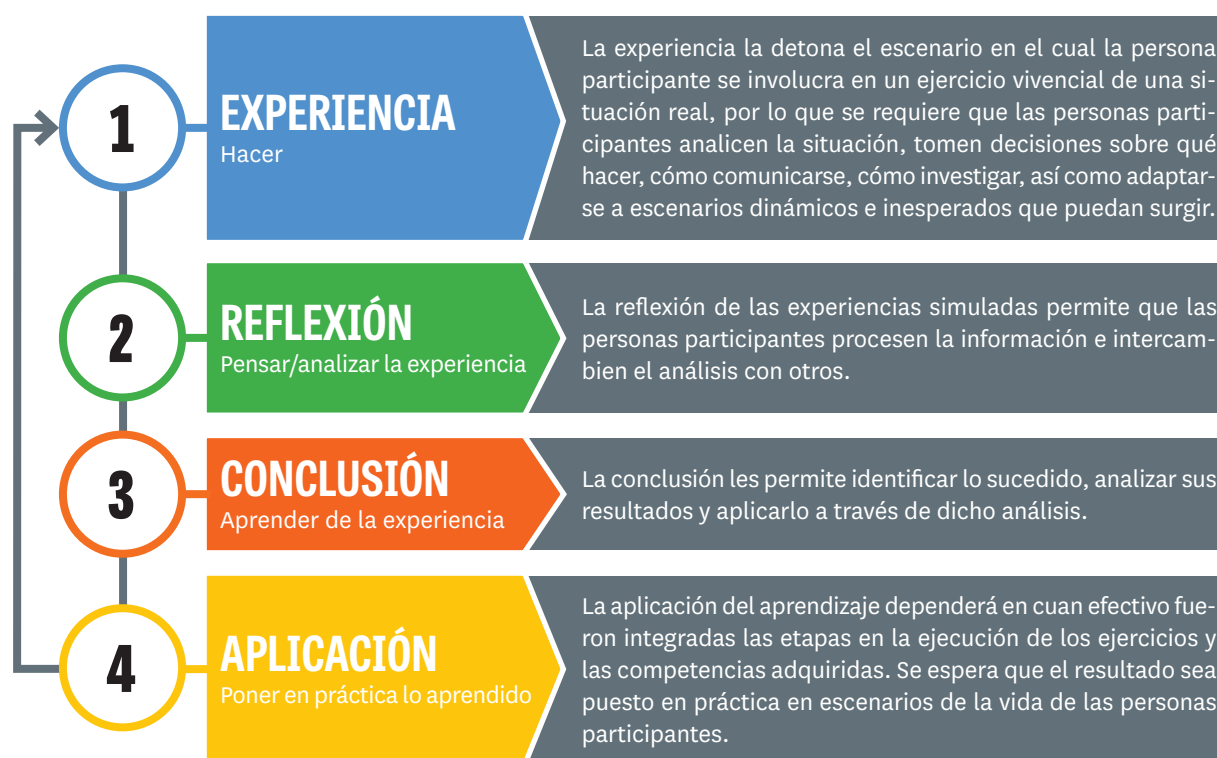 1
EXPERIENCIA
Hacer
La experiencia la detona el escenario en el cual la persona
participante se involucra en un ejercicio vivencial de una si-
tuación real, por lo que se requiere que las personas parti-
cipantes analicen la situación, tomen decisiones sobre qué
hacer, cómo comunicarse, cómo investigar, así como adaptar-
se a escenarios dinámicos e inesperados que puedan surgir.
2
REFLEXIÓN
Pensar/analizar la experiencia
La reflexión de las experiencias simuladas permite que las
personas participantes procesen la información e intercam-
bien el análisis con otros.
3
CONCLUSIÓN
Aprender de la experiencia
La conclusión les permite identificar lo sucedido, analizar sus
resultados y aplicarlo a través de dicho análisis.
4
APLICACIÓN
Poner en práctica lo aprendido
La aplicación del aprendizaje dependerá en cuan efectivo fue-
ron integradas las etapas en la ejecución de los ejercicios y
las competencias adquiridas. Se espera que el resultado sea
puesto en práctica en escenarios de la vida de las personas
participantes.